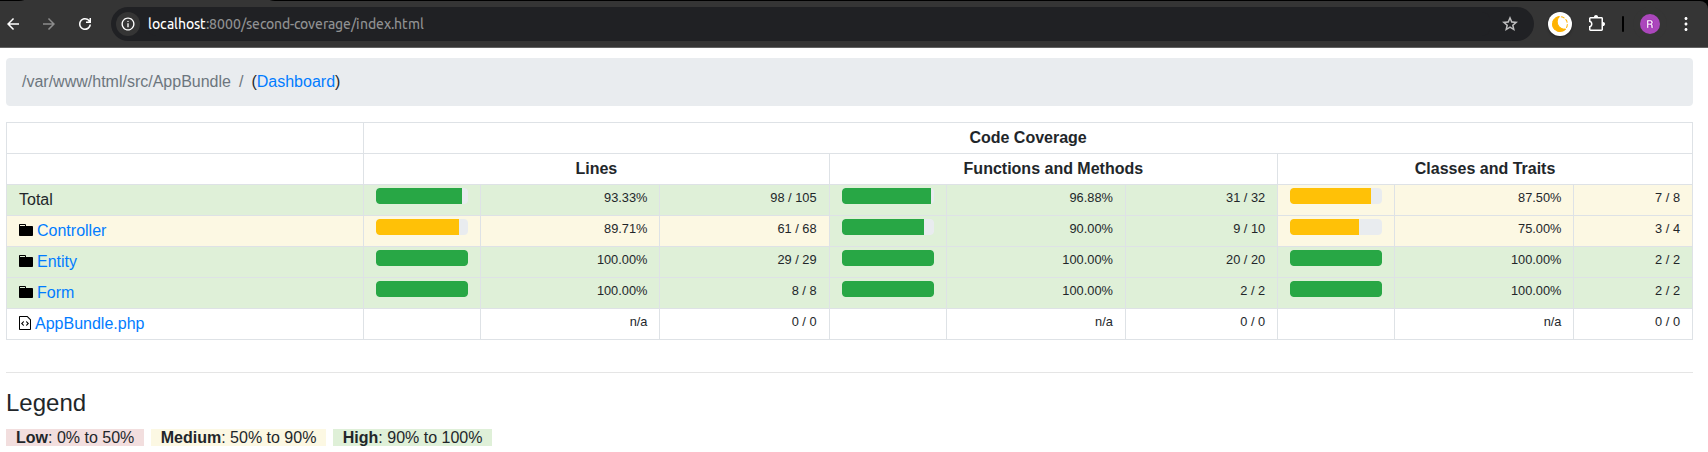 localhost:8000/second-coverage/index.html
R
/var/www/html/src/AppBundle / (Dashboard)
Code Coverage
Lines Functions and Methods Classes and Traits
Total 93.33% 98 / 105 96.88% 31 / 32 87.50% 7 / 8
Controller 89.71% 61 / 68 90.00% 9 / 10 75.00% 3 / 4
Entity 100.00% 29 / 29 100.00% 20 / 20 100.00% 2 / 2
Form 100.00% 8 / 8 100.00% 2 / 2 100.00% 2 / 2
AppBundle.php n/a 0 / 0 n/a 0 / 0 n/a 0 / 0
Legend
Low: 0% to 50% Medium: 50% to 90% High: 90% to 100%